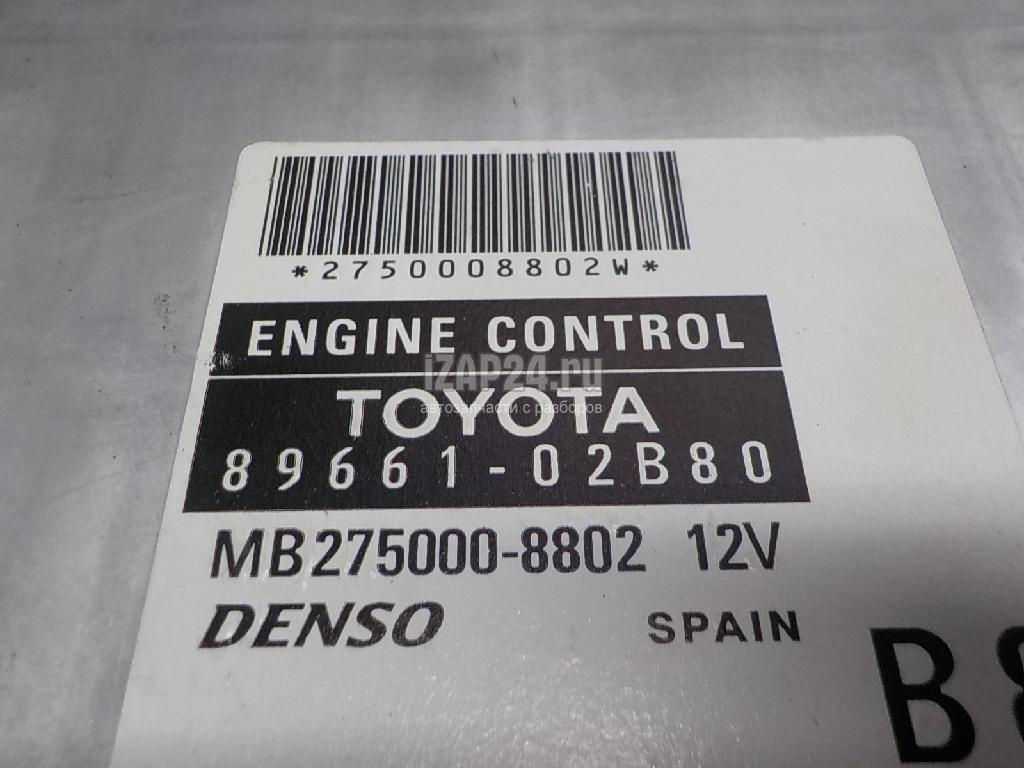 *2750008802W*
ENGINE CONTROL
iZAP24.ru
TOYOTA
автозапчасти с разборов
89661-02B80
MB275000-8802 12V
DENSO SPAIN
B8